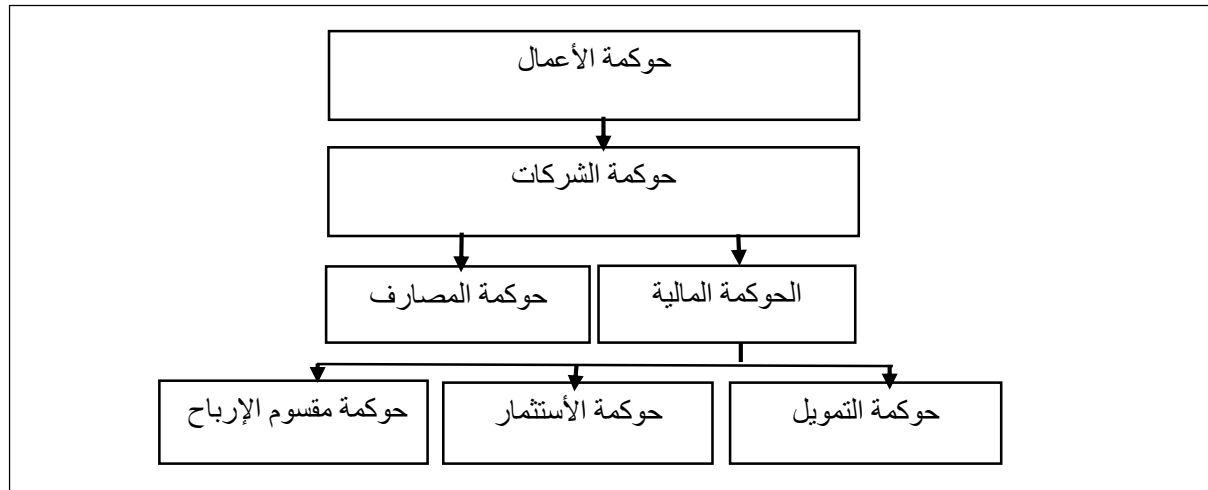 حوكمة الأعمال
حوكمة الشركات
الحوكمة المالية
حوكمة المصارف
حوكمة التمويل
حوكمة الأستثمار
حوكمة مقسوم الإرباح